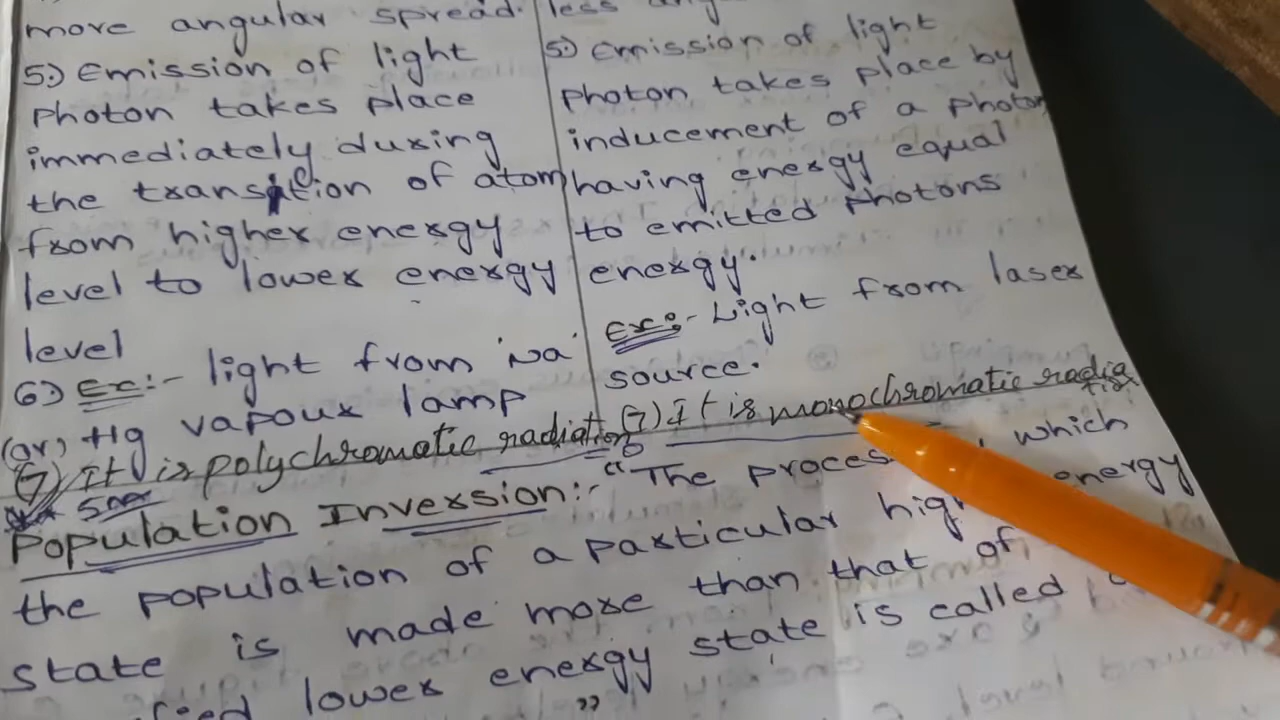 more angular spread.
5.) Emission of light
photon takes place
immediately during
the transition of atom
from higher energy
level to lower energy
level
6.) Ex:- light from Na
(or) Hg vapour lamp
(7) It is polychromatic radiation
less
5.) Emission of light
photon takes place by
inducement of a photon
having energy equal
to emitted photons
energy.
Ex:- Light from laser
source.
(7) It is monochromatic radiation
Population Inversion:- "The process which
the population of a particular energy
state is made more than that of
lower energy state is called
"